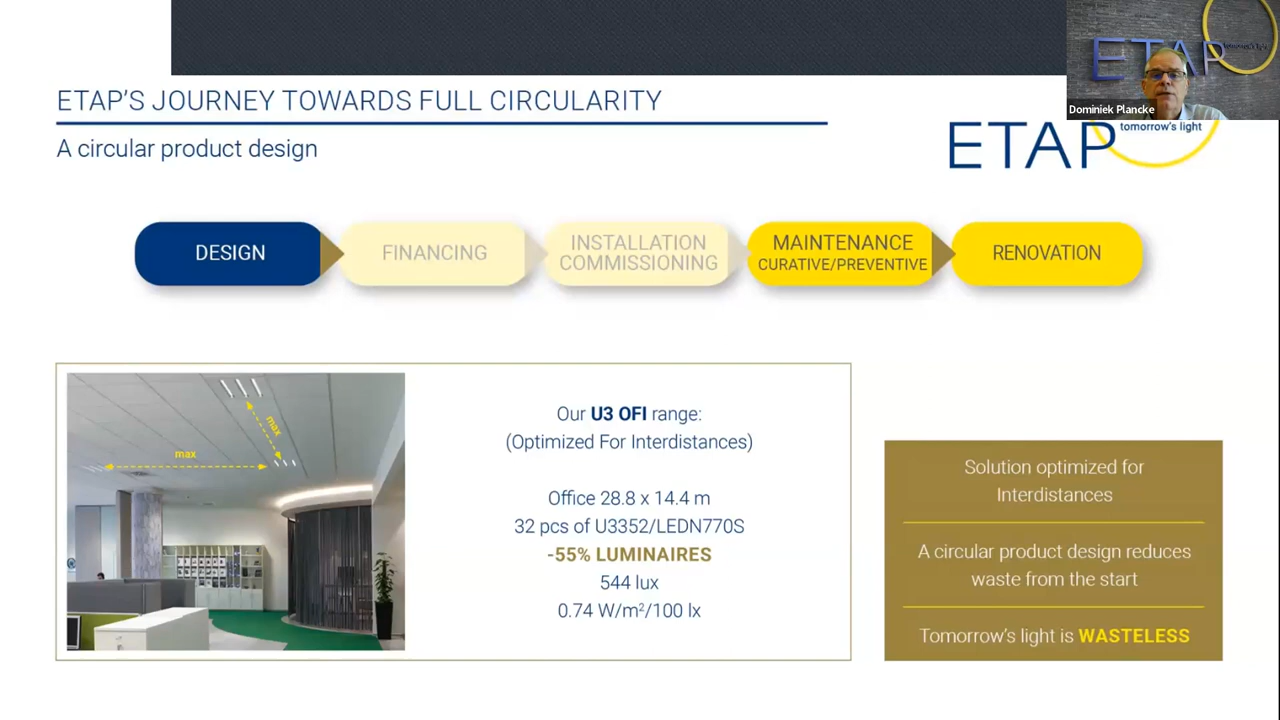 ETAP
tomorrow's light
Dominiek Plancke
ETAP'S JOURNEY TOWARDS FULL CIRCULARITY
A circular product design
ETAP
tomorrow's light
DESIGN
FINANCING
INSTALLATION
COMMISSIONING
MAINTENANCE
CURATIVE/PREVENTIVE
RENOVATION
max
max
Our U3 OFI range:
(Optimized For Interdistances)
Office 28.8 x 14.4 m
32 pcs of U3352/LEDN770S
-55% LUMINAIRES
544 lux
0.74 W/m²/100 lx
Solution optimized for
Interdistances
A circular product design reduces
waste from the start
Tomorrow's light is WASTELESS